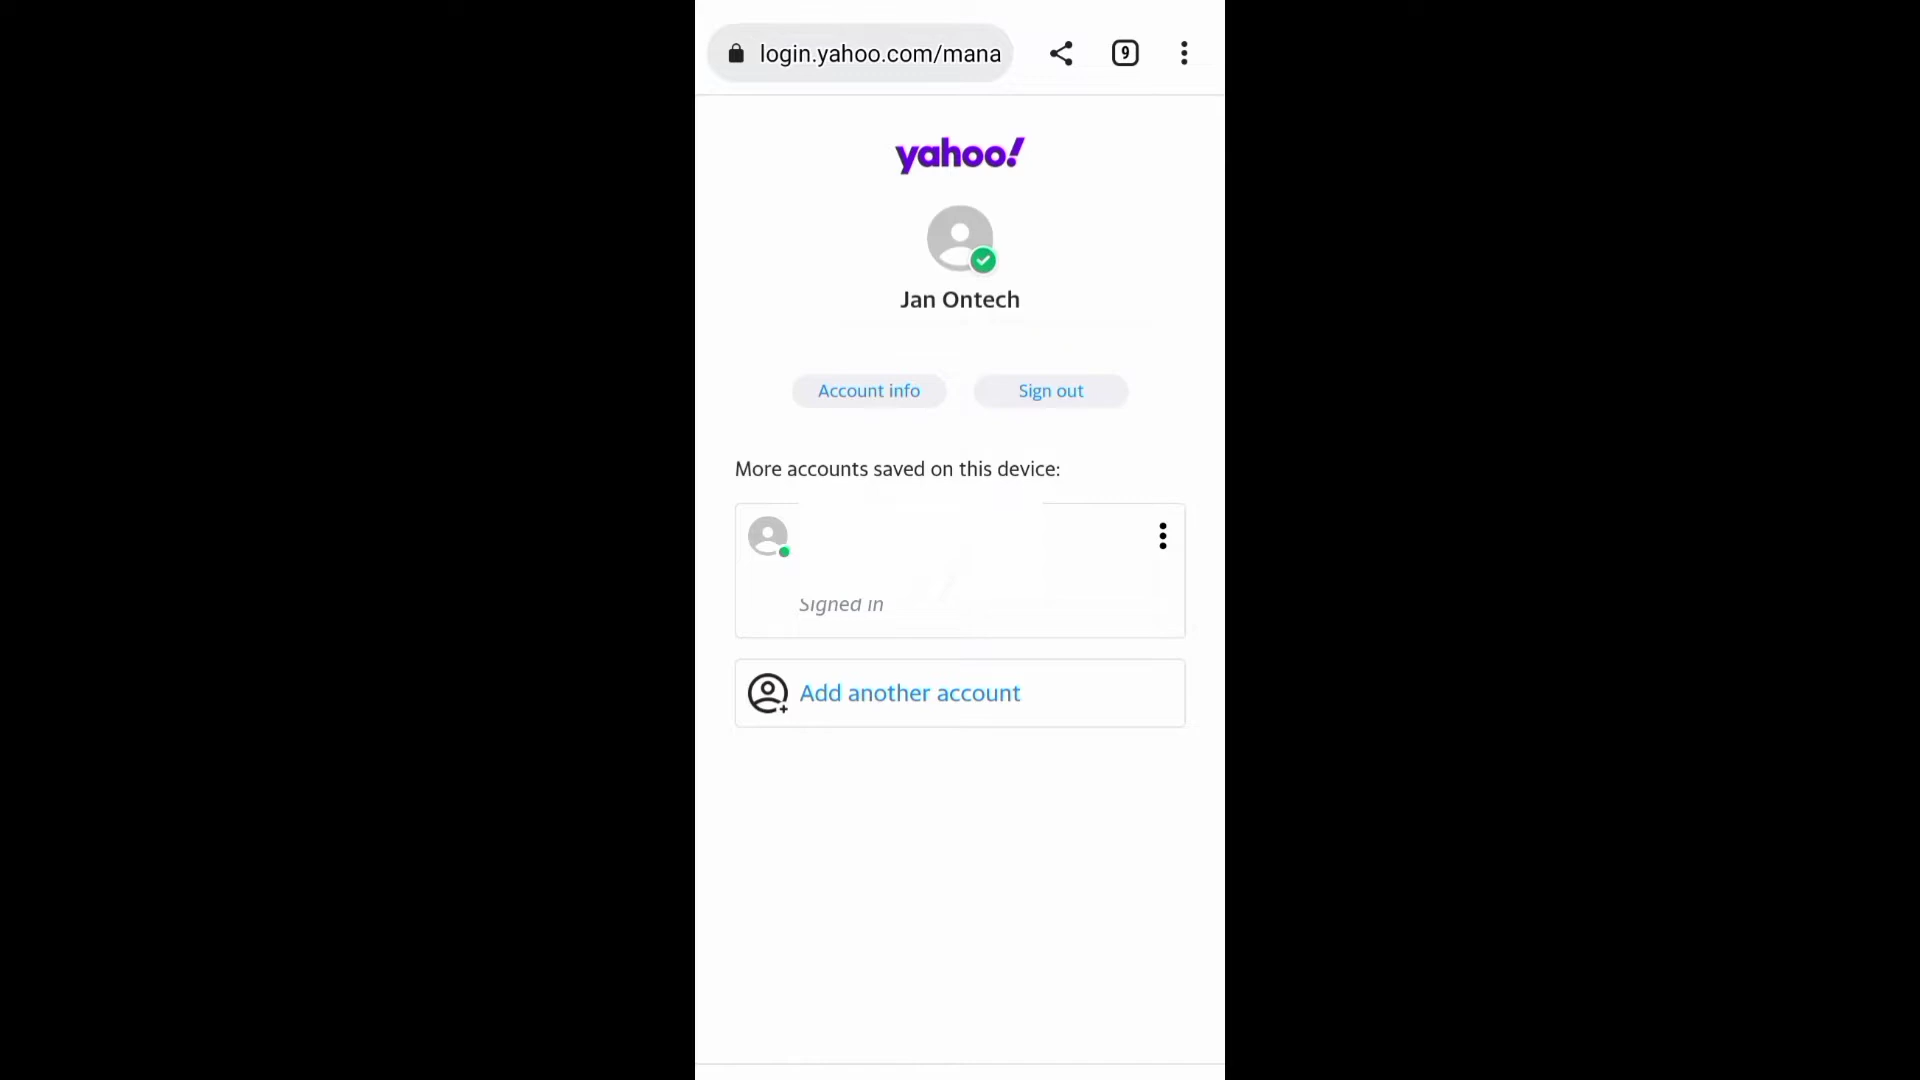 login.yahoo.com/mana
9
yahoo!
Jan Ontech
Account info
Sign out
More accounts saved on this device:
Signed in
Add another account